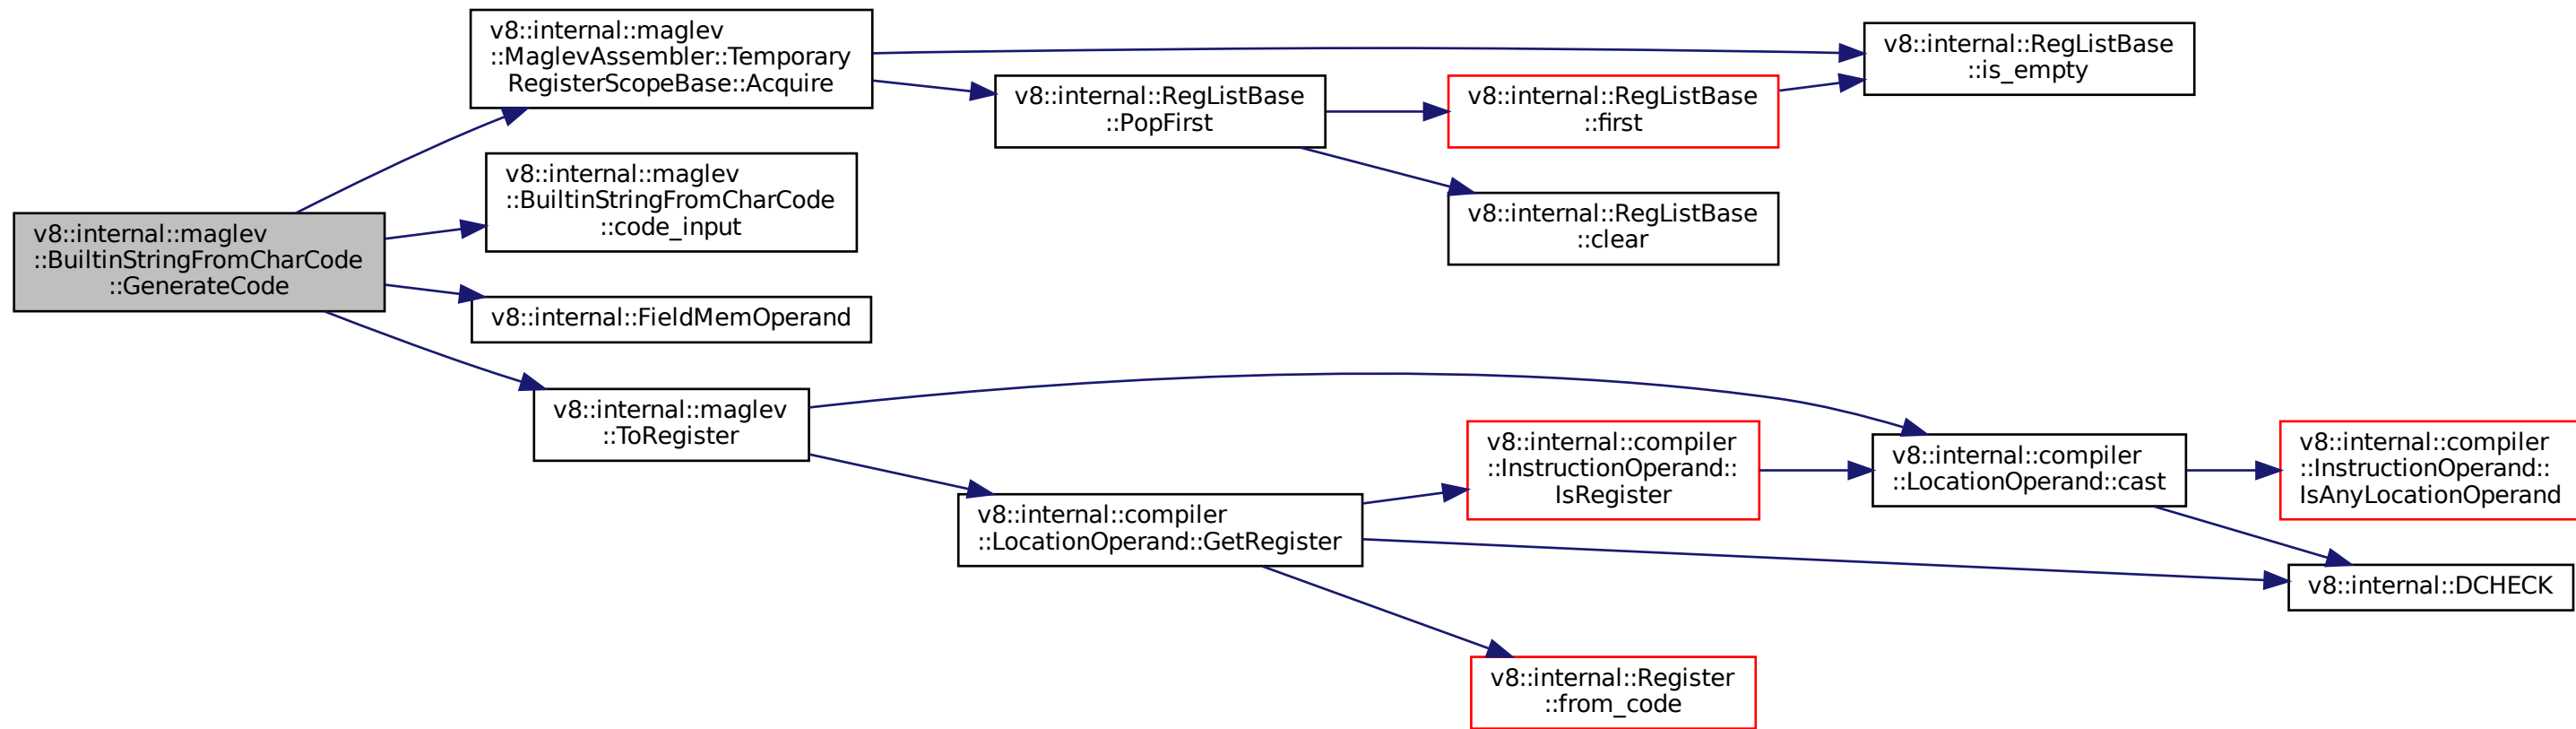 v8::internal::maglev
::BuiltinStringFromCharCode
::GenerateCode
v8::internal::maglev
::MaglevAssembler::Temporary
RegisterScopeBase::Acquire
v8::internal::maglev
::BuiltinStringFromCharCode
::code_input
v8::internal::FieldMemOperand
v8::internal::maglev
::ToRegister
v8::internal::RegListBase
::PopFirst
v8::internal::RegListBase
::first
v8::internal::RegListBase
::clear
v8::internal::RegListBase
::is_empty
v8::internal::compiler
::LocationOperand::GetRegister
v8::internal::compiler
::InstructionOperand::
IsRegister
v8::internal::Register
::from_code
v8::internal::compiler
::LocationOperand::cast
v8::internal::compiler
::InstructionOperand::
IsAnyLocationOperand
v8::internal::DCHECK